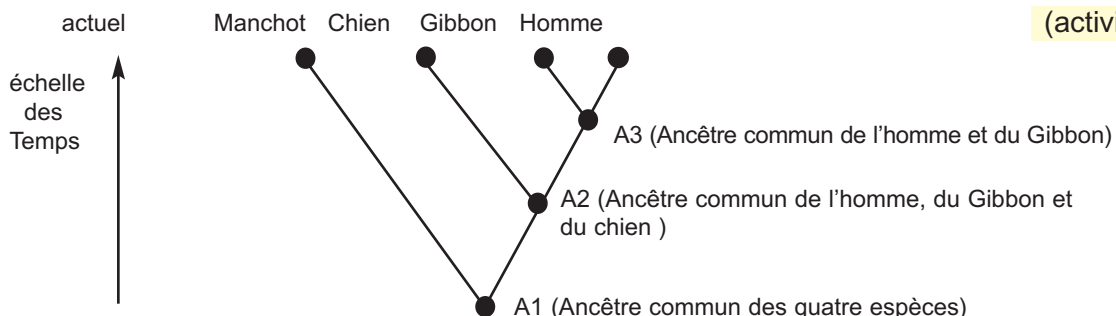 actuel Manchot Chien Gibbon Homme
(activi
échelle
des
Temps
A3 (Ancêtre commun de l'homme et du Gibbon)
A2 (Ancêtre commun de l'homme, du Gibbon et
du chien )
A1 (Ancêtre commun des quatre espèces)